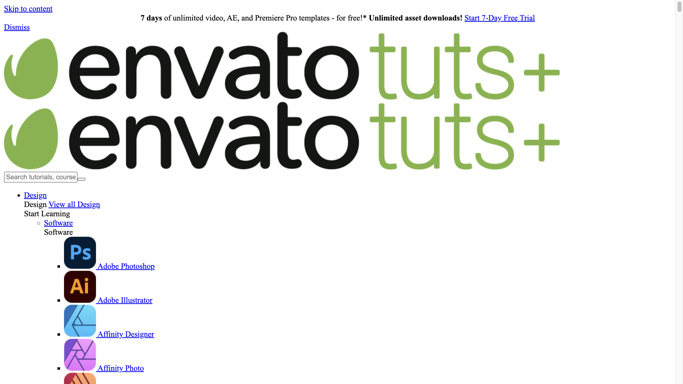 Skip to content
7 days of unlimited video, AE, and Premiere Pro templates - for free!* Unlimited asset downloads! Start 7-Day Free Trial
Dismiss
envato tuts+
envato tuts+
Search tutorials, course
Design
Design View all Design
Start Learning
Software
Software
Ps Adobe Photoshop
Ai Adobe Illustrator
Affinity Designer
Affinity Photo